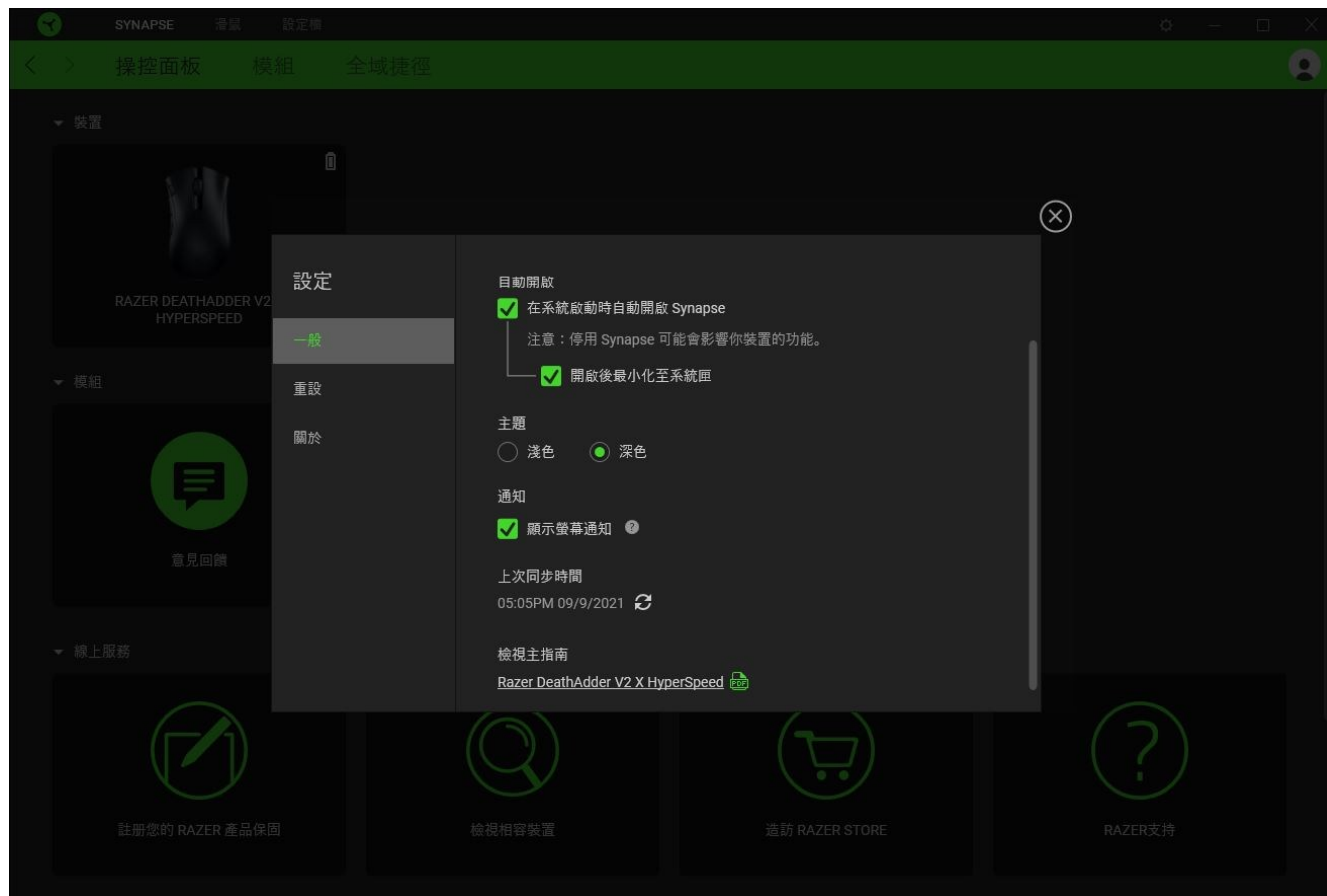 SYNAPSE 滑鼠 設定檔
操控面板 模組 全域捷徑
裝置
RAZER DEATHADDER V2
HYPERSPEED
模組
意見回饋
線上服務
註冊您的 RAZER 產品保固
檢視相容裝置
造訪 RAZER STORE
RAZER支持
設定
一般
重設
關於
自動開啟
在系統啟動時自動開啟 Synapse
注意：停用 Synapse 可能會影響你裝置的功能。
開啟後最小化至系統匣
主題
淺色 深色
通知
顯示螢幕通知 ?
上次同步時間
05:05PM 09/9/2021
檢視主指南
Razer DeathAdder V2 X HyperSpeed PDF